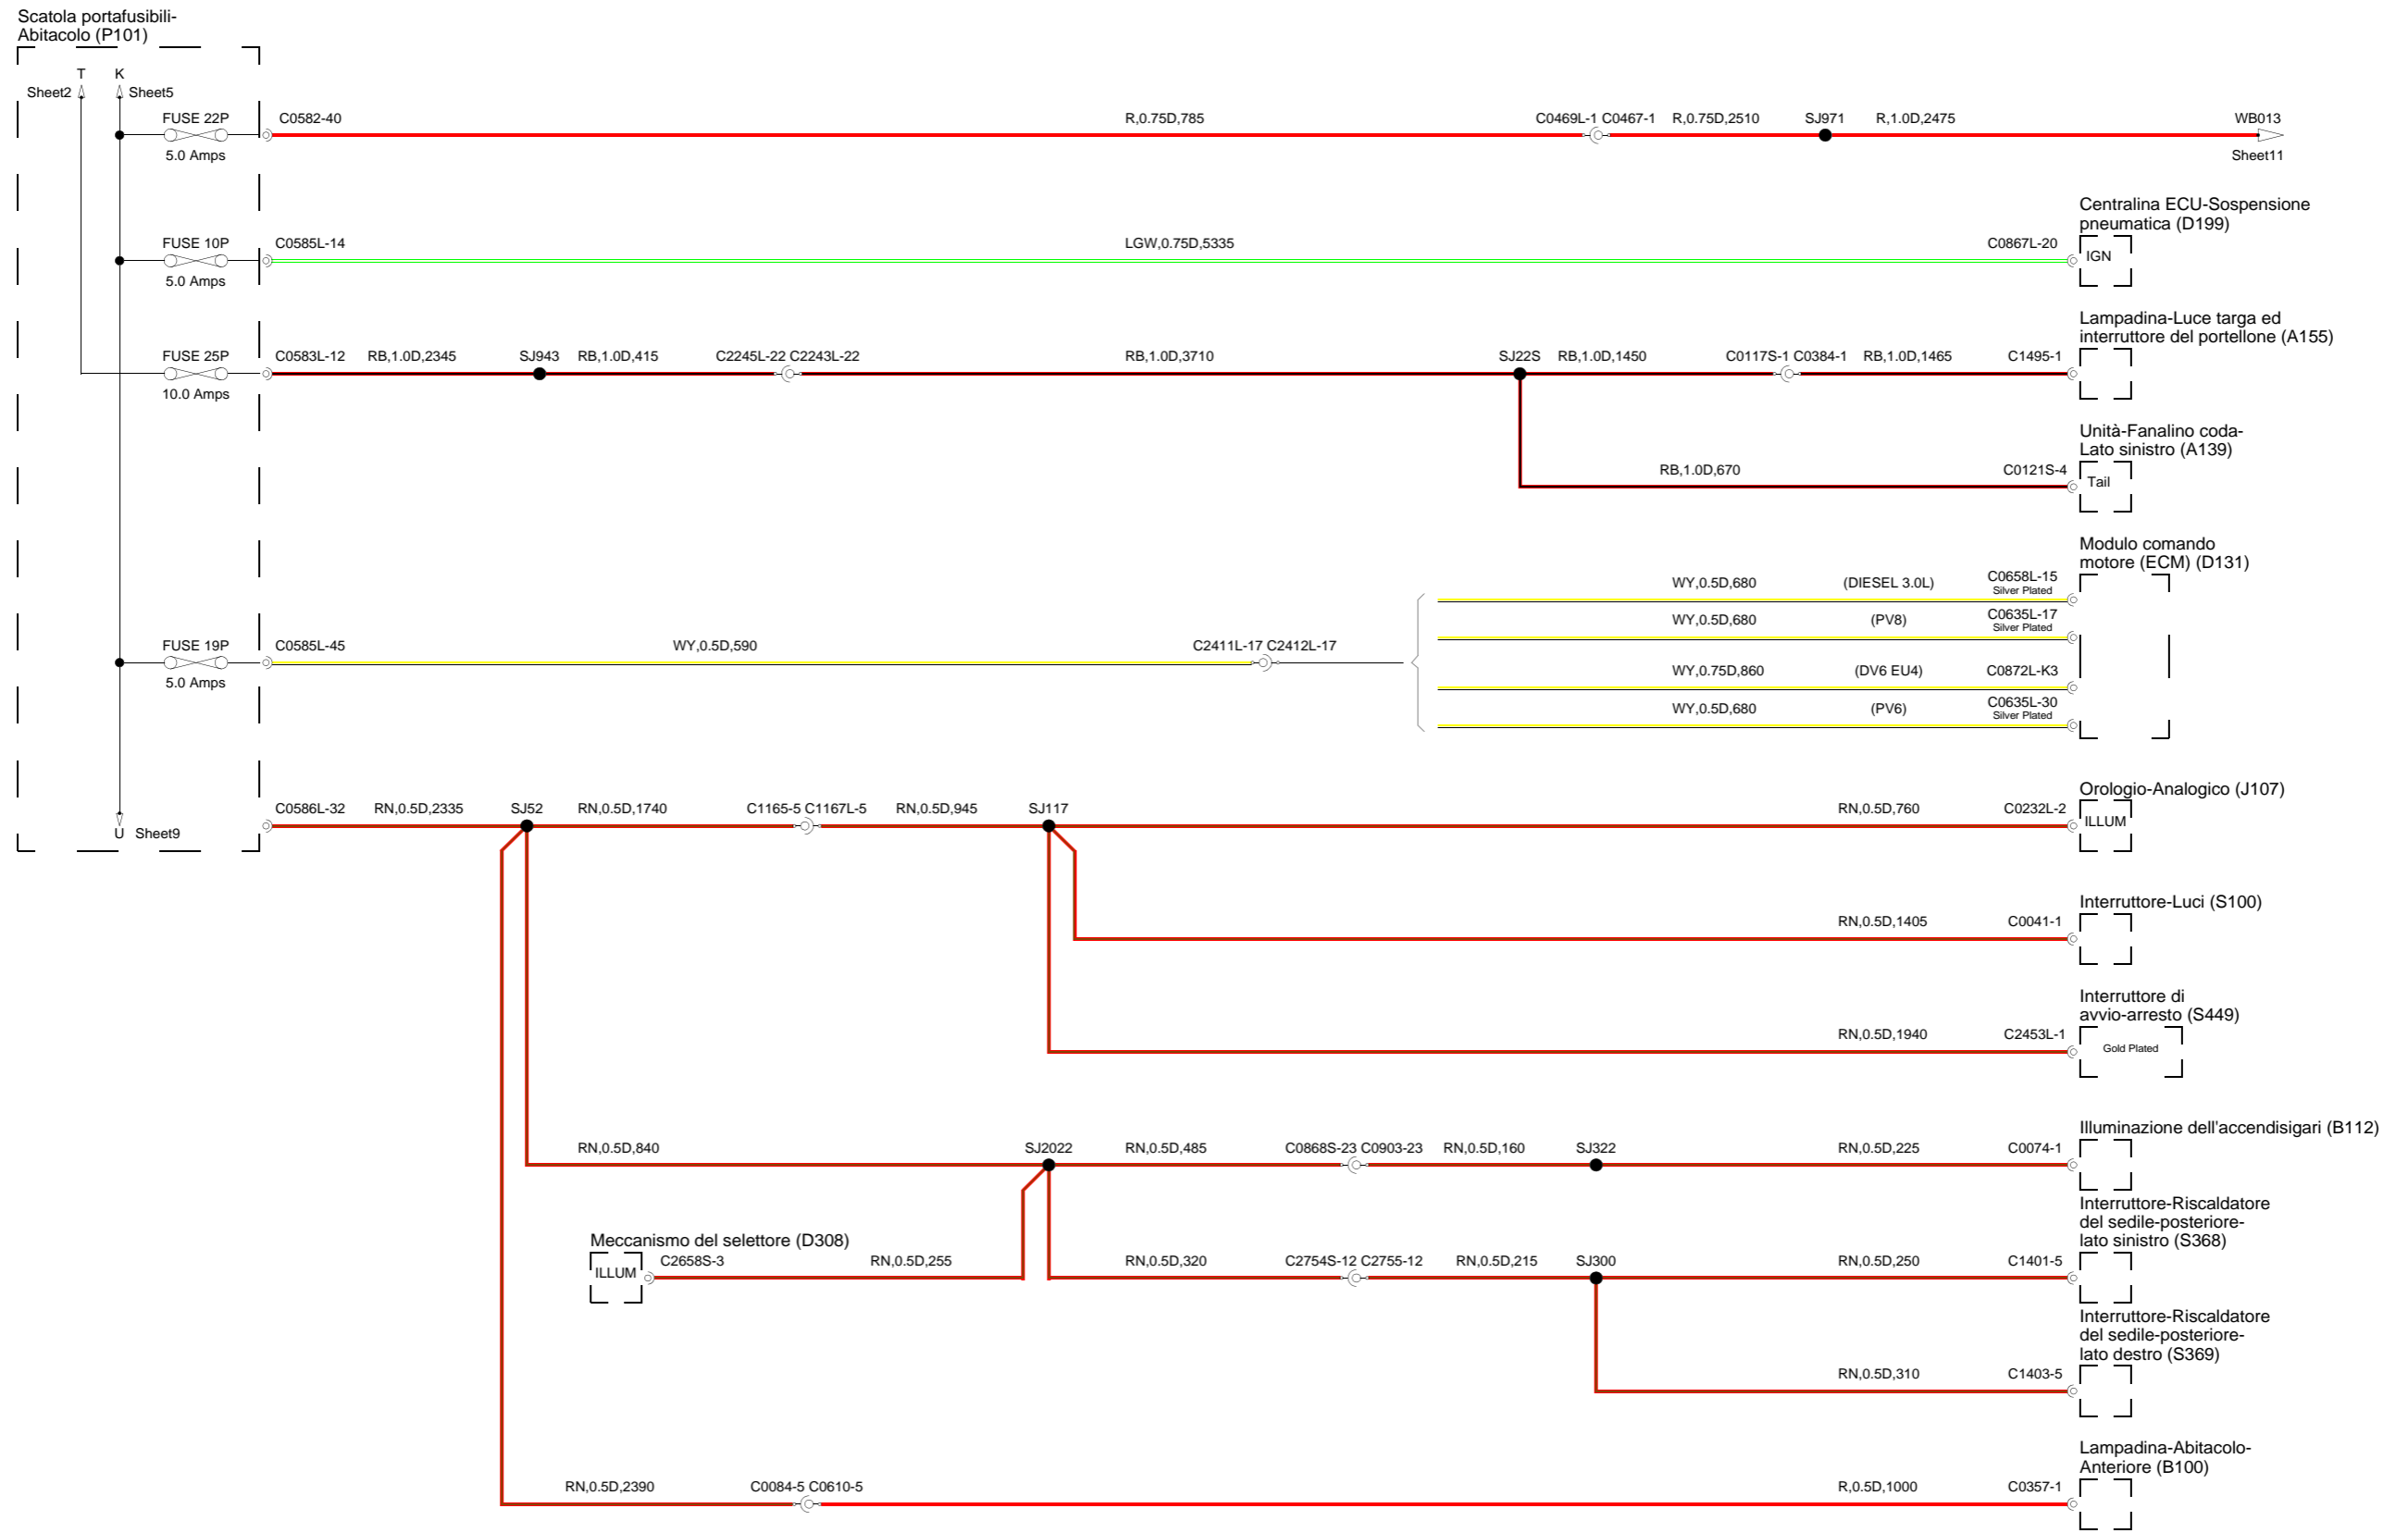 Scatola portafusibili-
Abitacolo (P101)
T K
Sheet2 Sheet5
FUSE 22P
5.0 Amps
C0582-40
R,0.75D,785
C0469L-1 C0467-1
R,0.75D,2510
SJ971
R,1.0D,2475
WB013
Sheet11
FUSE 10P
5.0 Amps
C0585L-14
LGW,0.75D,5335
C0867L-20
Centralina ECU-Sospensione
pneumatica (D199)
IGN
FUSE 25P
10.0 Amps
C0583L-12
RB,1.0D,2345
SJ943
RB,1.0D,415
C2245L-22 C2243L-22
RB,1.0D,3710
SJ22S
RB,1.0D,1450
C0117S-1 C0384-1
RB,1.0D,1465
C1495-1
Lampadina-Luce targa ed
interruttore del portellone (A155)
RB,1.0D,670
C0121S-4
Unità-Fanalino coda-
Lato sinistro (A139)
Tail
FUSE 19P
5.0 Amps
C0585L-45
WY,0.5D,590
C2411L-17 C2412L-17
Modulo comando
motore (ECM) (D131)
WY,0.5D,680
(DIESEL 3.0L)
C0658L-15
Silver Plated
WY,0.5D,680
(PV8)
C0635L-17
Silver Plated
WY,0.75D,860
(DV6 EU4)
C0872L-K3
WY,0.5D,680
(PV6)
C0635L-30
Silver Plated
U Sheet9
C0586L-32
RN,0.5D,2335
SJ52
RN,0.5D,1740
C1165-5 C1167L-5
RN,0.5D,945
SJ117
RN,0.5D,760
C0232L-2
Orologio-Analogico (J107)
ILLUM
RN,0.5D,1405
C0041-1
Interruttore-Luci (S100)
RN,0.5D,1940
C2453L-1
Interruttore di
avvio-arresto (S449)
Gold Plated
RN,0.5D,840
SJ2022
RN,0.5D,485
C0868S-23 C0903-23
RN,0.5D,160
SJ322
RN,0.5D,225
C0074-1
Illuminazione dell'accendisigari (B112)
Meccanismo del selettore (D308)
ILLUM
C2658S-3
RN,0.5D,255
RN,0.5D,320
C2754S-12 C2755-12
RN,0.5D,215
SJ300
RN,0.5D,250
C1401-5
Interruttore-Riscaldatore
del sedile-posteriore-
lato sinistro (S368)
RN,0.5D,310
C1403-5
Interruttore-Riscaldatore
del sedile-posteriore-
lato destro (S369)
RN,0.5D,2390
C0084-5 C0610-5
R,0.5D,1000
C0357-1
Lampadina-Abitacolo-
Anteriore (B100)